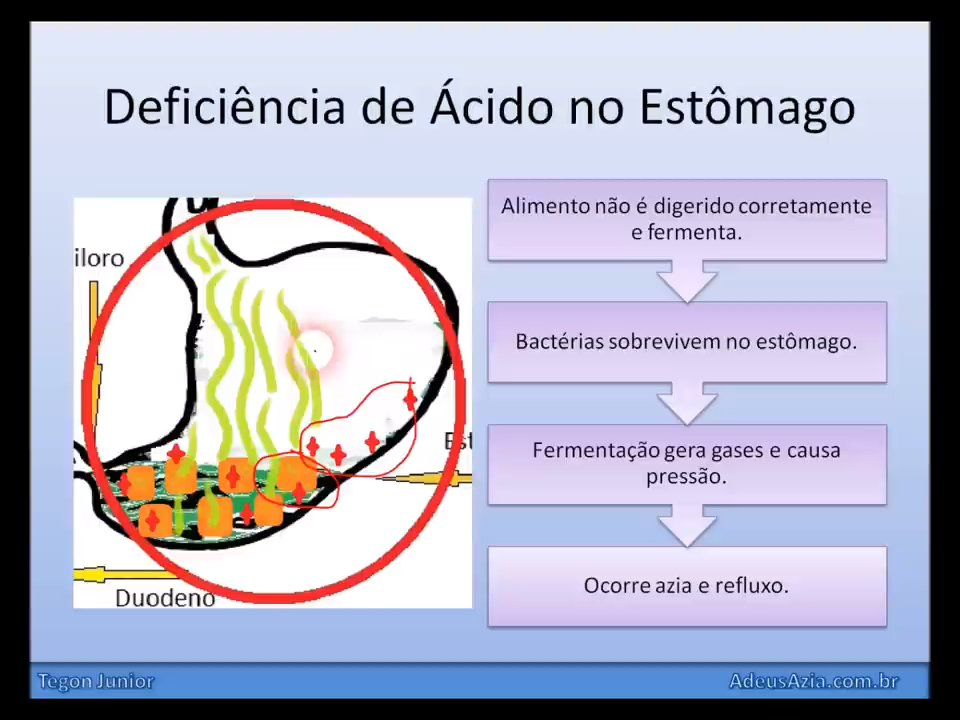 Deficiência de Ácido no Estômago
iloro
Est
Duodeno
Alimento não é digerido corretamente
e fermenta.
Bactérias sobrevivem no estômago.
Fermentação gera gases e causa
pressão.
Ocorre azia e refluxo.
Tegon Junior
AdeusAzia.com.br